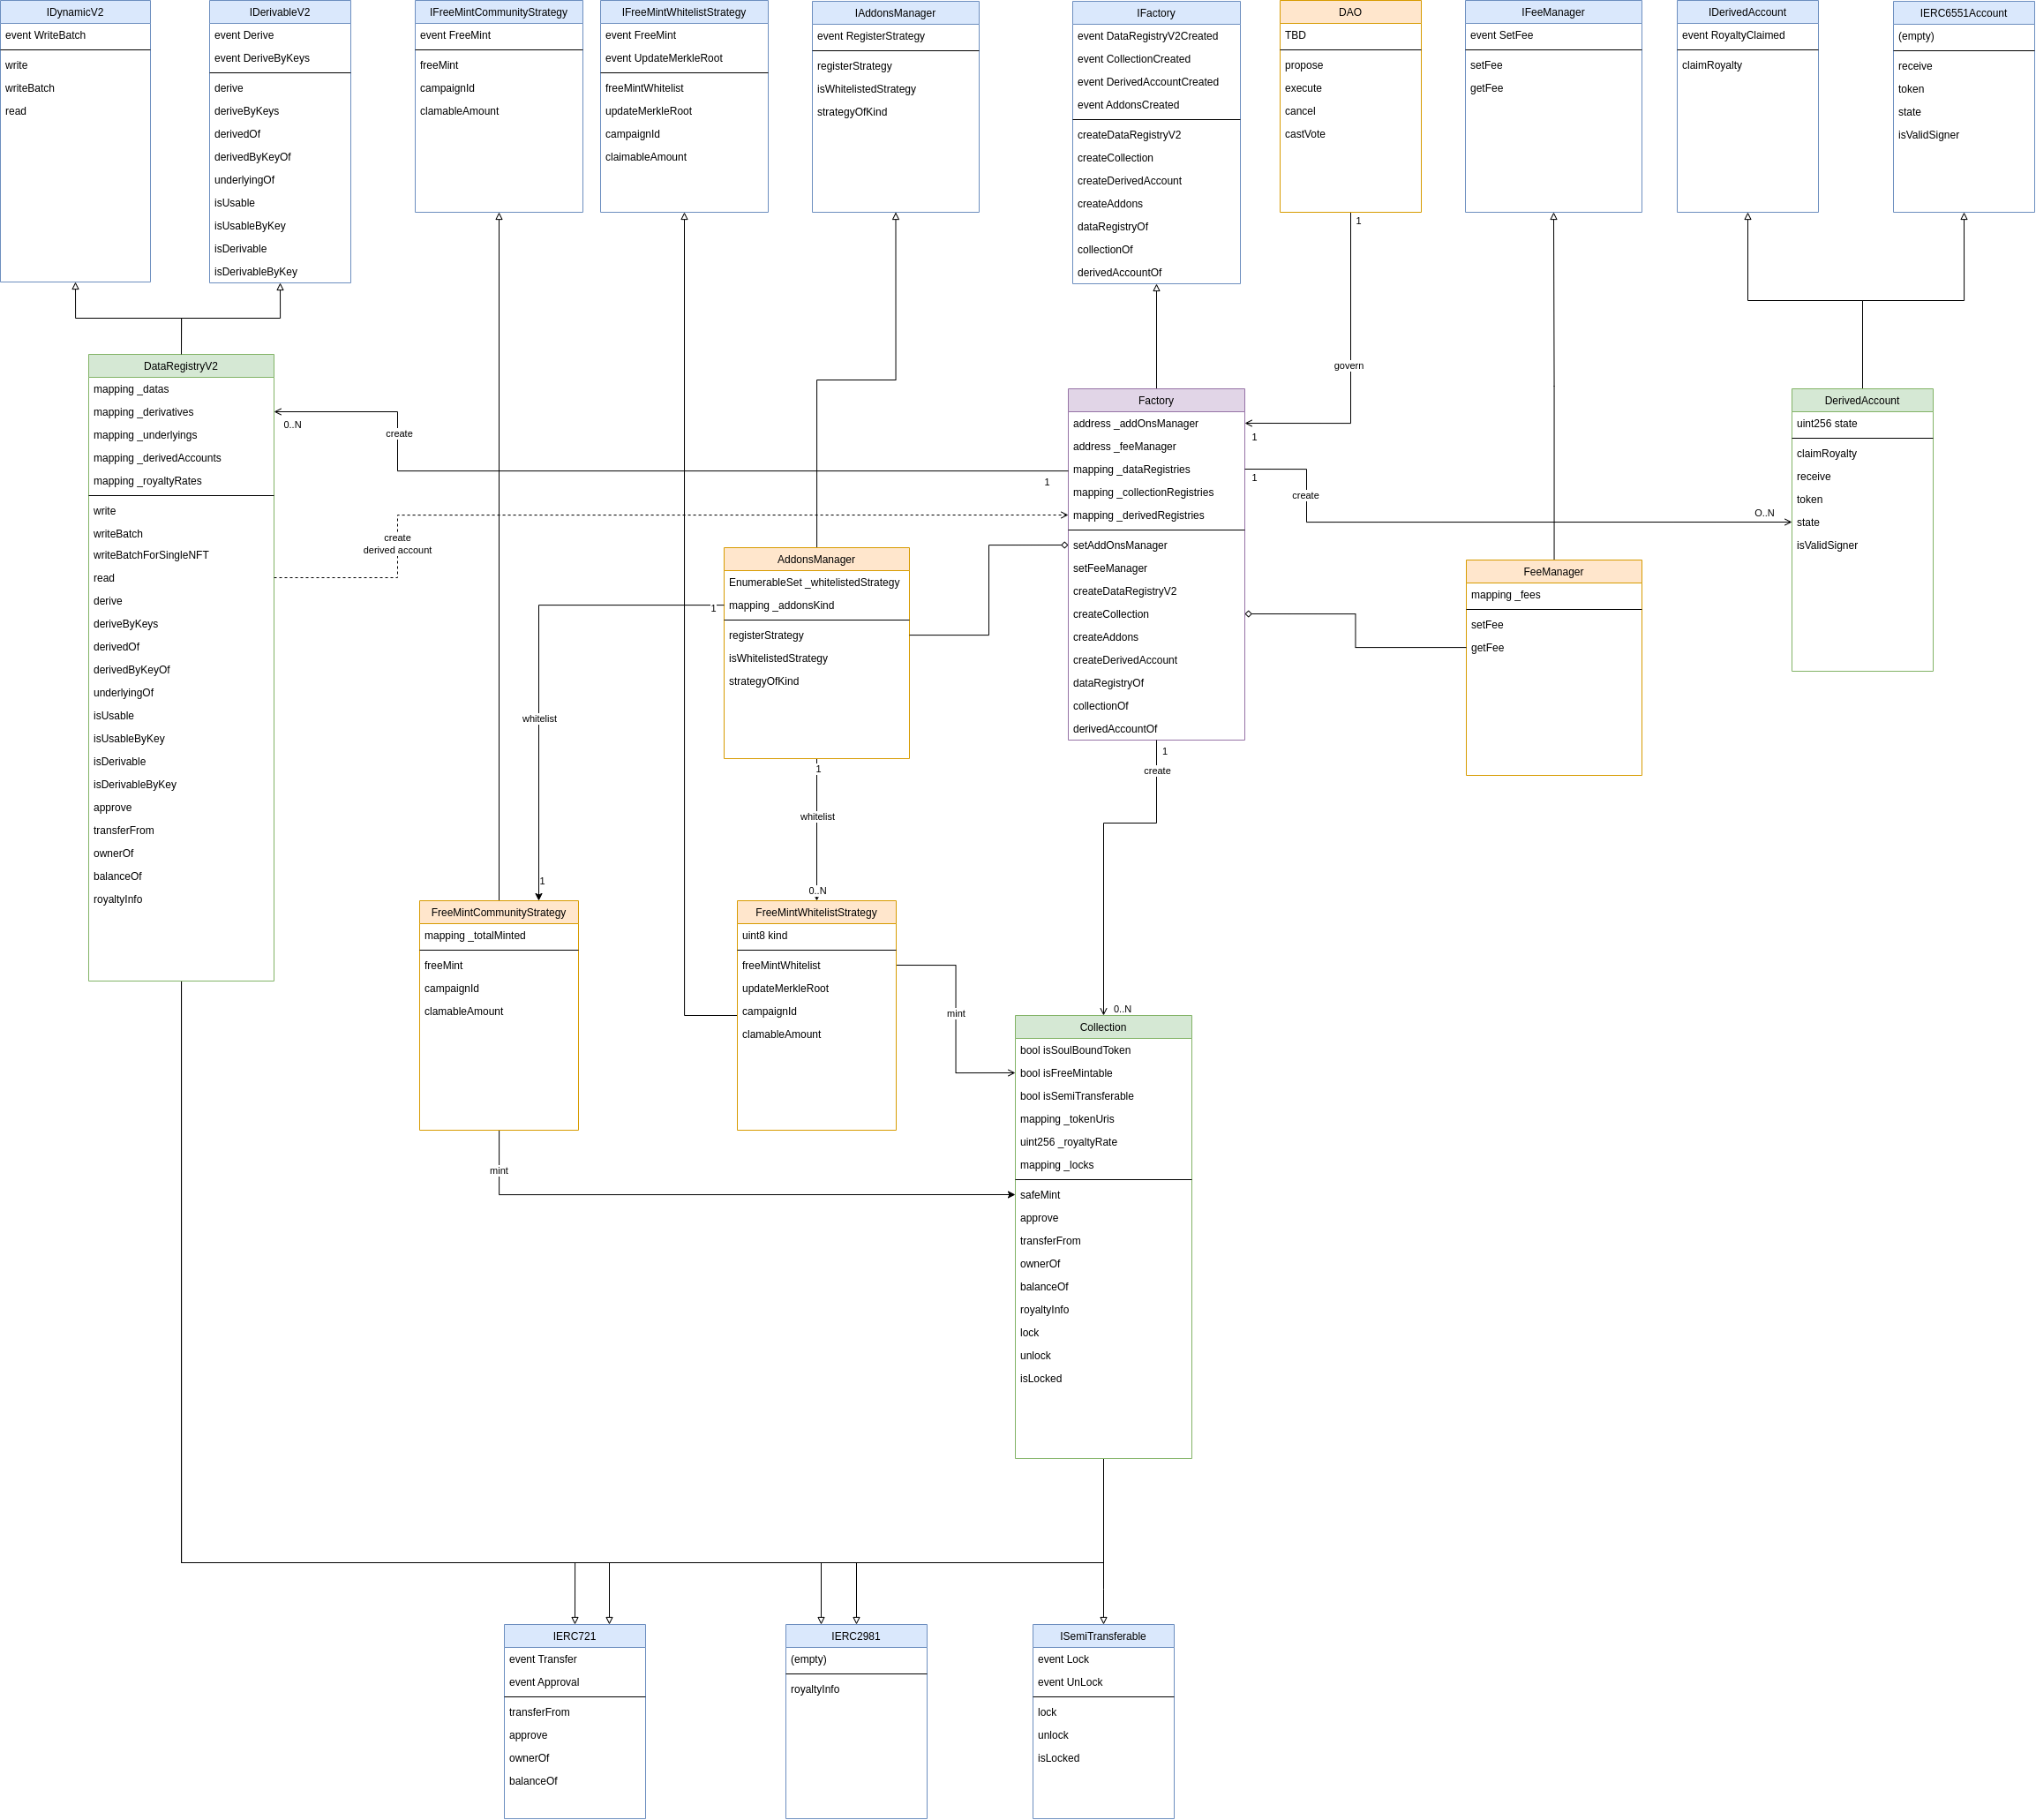 IDynamicV2
event WriteBatch
write
writeBatch
read
IDerivableV2
event Derive
event DeriveByKeys
derive
deriveByKeys
derivedOf
derivedByKeyOf
underlyingOf
isUsable
isUsableByKey
isDerivable
isDerivableByKey
IFreeMintCommunityStrategy
event FreeMint
freeMint
campaignId
clamableAmount
IFreeMintWhitelistStrategy
event FreeMint
event UpdateMerkleRoot
freeMintWhitelist
updateMerkleRoot
campaignId
claimableAmount
IAddonsManager
event RegisterStrategy
registerStrategy
isWhitelistedStrategy
strategyOfKind
IFactory
event DataRegistryV2Created
event CollectionCreated
event DerivedAccountCreated
event AddonsCreated
createDataRegistryV2
createCollection
createDerivedAccount
createAddons
dataRegistryOf
collectionOf
derivedAccountOf
DAO
TBD
propose
execute
cancel
castVote
1
govern
1
IFeeManager
event SetFee
setFee
getFee
IDerivedAccount
event RoyaltyClaimed
claimRoyalty
IERC6551Account
(empty)
receive
token
state
isValidSigner
DataRegistryV2
mapping _datas
mapping _derivatives
mapping _underlyings
mapping _derivedAccounts
mapping _royaltyRates
write
writeBatch
writeBatchForSingleNFT
read
derive
deriveByKeys
derivedOf
derivedByKeyOf
underlyingOf
isUsable
isUsableByKey
isDerivable
isDerivableByKey
approve
transferFrom
ownerOf
balanceOf
royaltyInfo
0..N
create
1
create
derived account
Factory
address _addOnsManager
address _feeManager
mapping _dataRegistries
mapping _collectionRegistries
mapping _derivedRegistries
setAddOnsManager
setFeeManager
createDataRegistryV2
createCollection
createAddons
createDerivedAccount
dataRegistryOf
collectionOf
derivedAccountOf
1
create
O..N
DerivedAccount
uint256 state
claimRoyalty
receive
token
state
isValidSigner
AddonsManager
EnumerableSet _whitelistedStrategy
mapping _addonsKind
registerStrategy
isWhitelistedStrategy
strategyOfKind
FeeManager
mapping _fees
setFee
getFee
1
whitelist
1
1
whitelist
0..N
1
create
0..N
FreeMintCommunityStrategy
mapping _totalMinted
freeMint
campaignId
clamableAmount
mint
FreeMintWhitelistStrategy
uint8 kind
freeMintWhitelist
updateMerkleRoot
campaignId
clamableAmount
mint
Collection
bool isSoulBoundToken
bool isFreeMintable
bool isSemiTransferable
mapping _tokenUris
uint256 _royaltyRate
mapping _locks
safeMint
approve
transferFrom
ownerOf
balanceOf
royaltyInfo
lock
unlock
isLocked
IERC721
event Transfer
event Approval
transferFrom
approve
ownerOf
balanceOf
IERC2981
(empty)
royaltyInfo
ISemiTransferable
event Lock
event UnLock
lock
unlock
isLocked